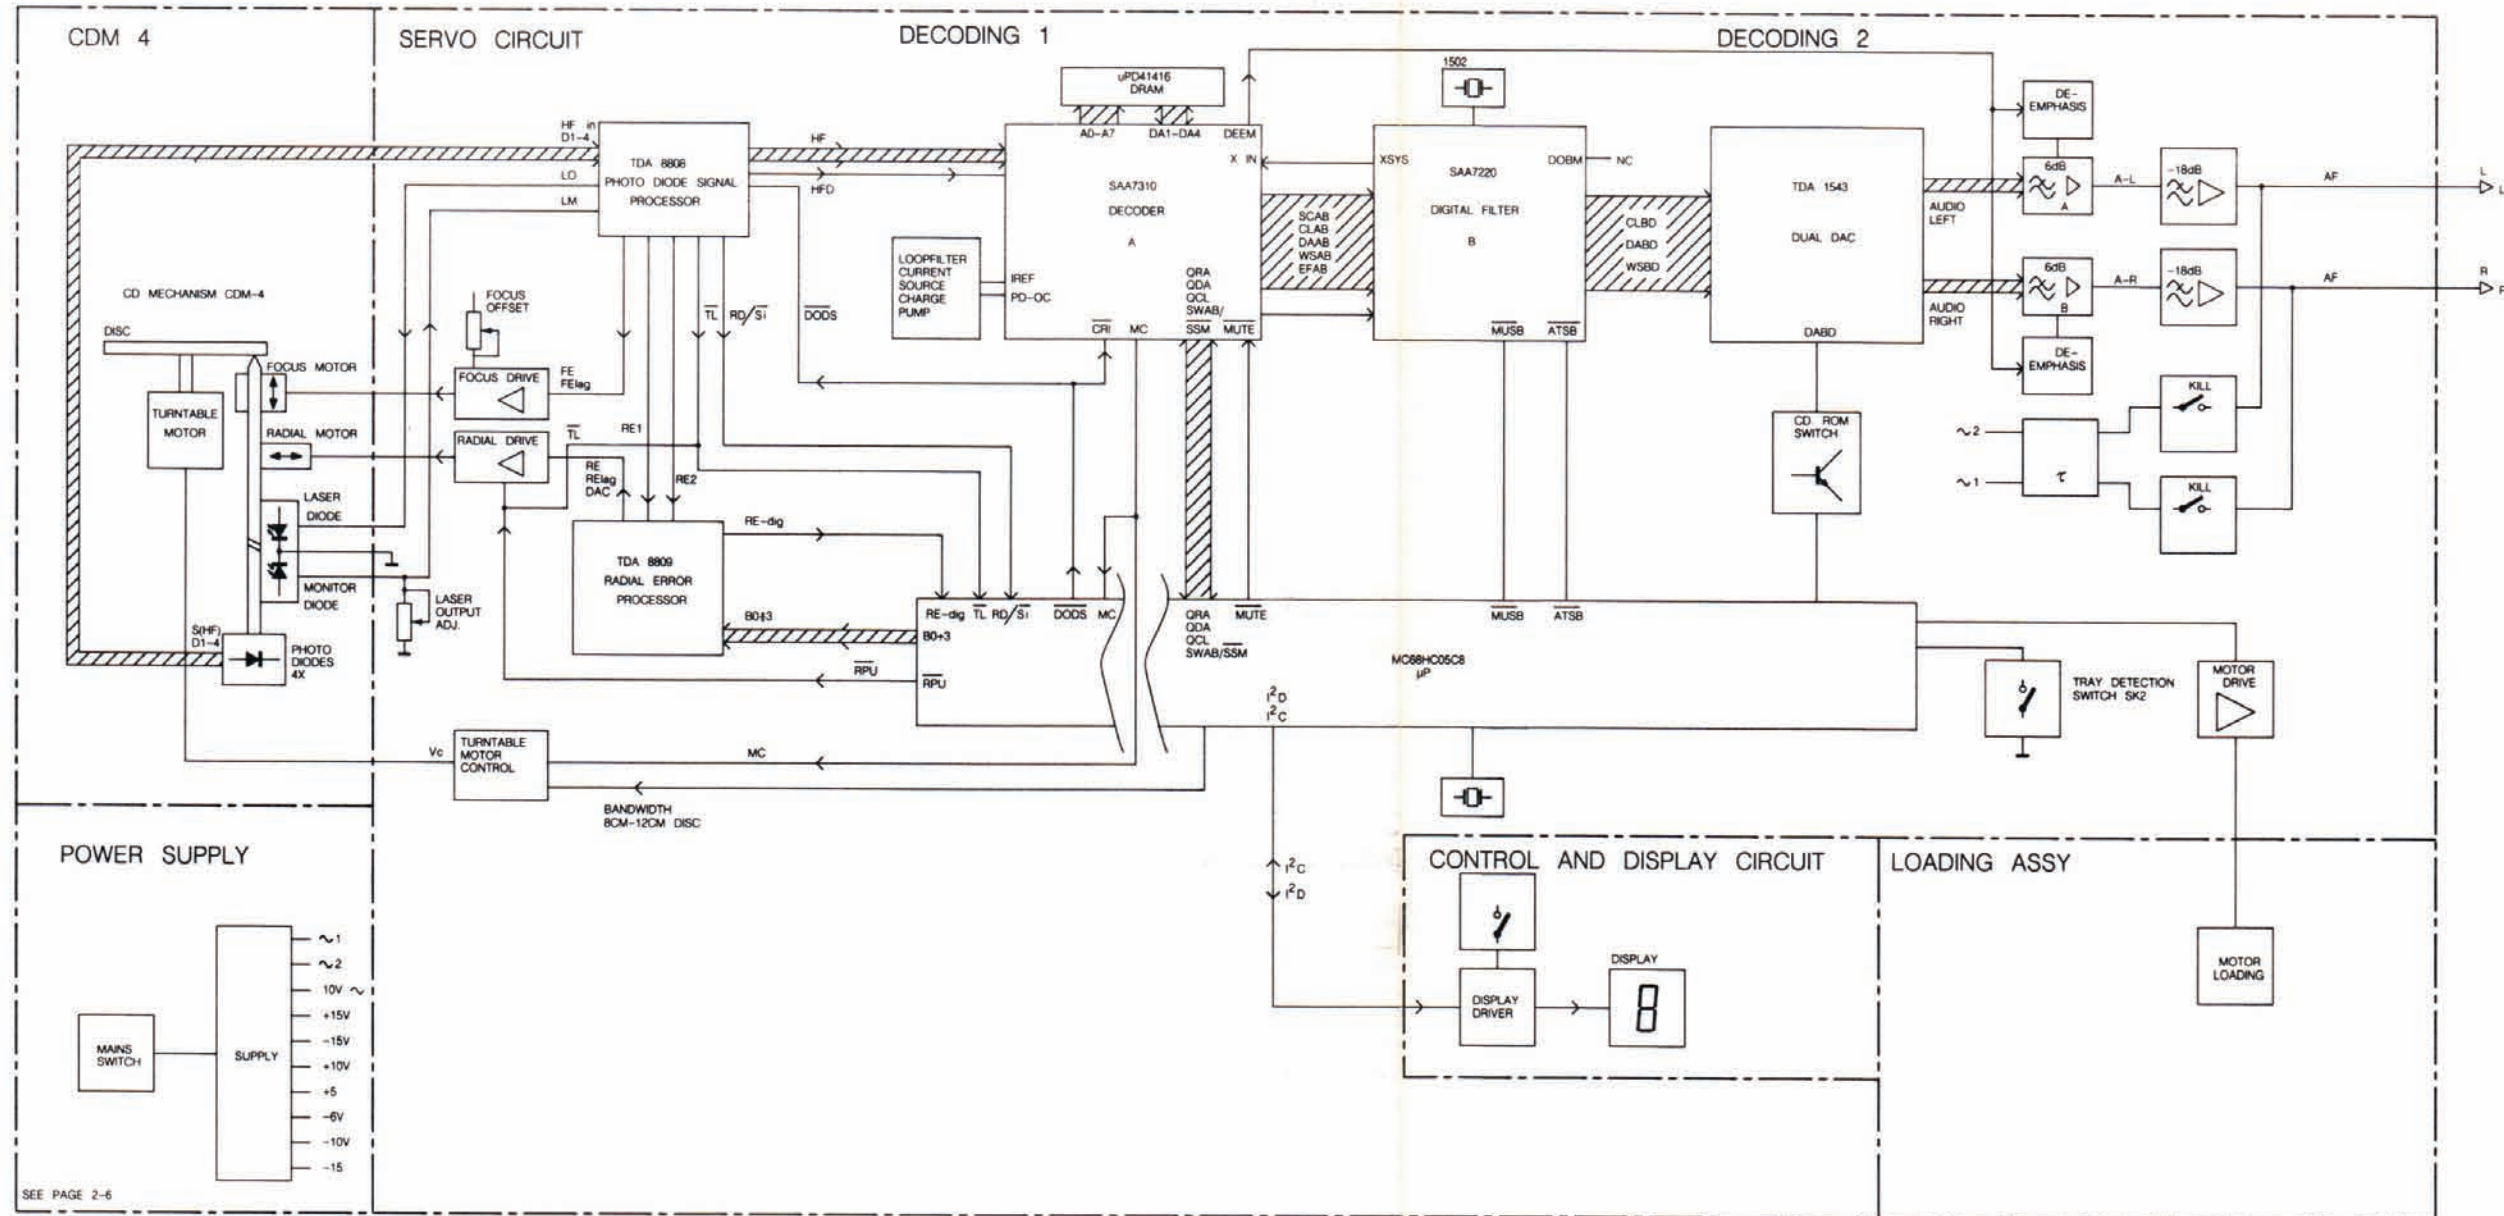 CDM 4
SERVO CIRCUIT
DECODING 1
DECODING 2
uPD41416
DRAM
1502
DE-
EMPHASIS
HF in
D1-4
TDA 8808
PHOTO DIODE SIGNAL
PROCESSOR
LO
LM
HF
HFD
AD-A7
DA1-DA4
DEEM
X IN
SAA7310
DECODER
A
XSYS
DOBM
NC
SAA7220
DIGITAL FILTER
B
TDA 1543
DUAL DAC
AUDIO
LEFT
6dB
A
A-L
-18dB
AF
L
L
SCAB
CLAB
DAAB
WSAB
EFAB
CLBD
DABD
WSBD
LOOPFILTER
CURRENT
SOURCE
CHARGE
PUMP
IREF
PD-OC
QRA
QDA
QCL
SWAB/
CRI
MC
SSM
MUTE
MUSB
ATSB
DABD
AUDIO
RIGHT
6dB
B
A-R
-18dB
AF
R
R
DE-
EMPHASIS
CD MECHANISM CDM-4
DISC
FOCUS
OFFSET
TL
RD/Si
DODS
FOCUS MOTOR
FOCUS DRIVE
FE
FElag
TURNTABLE
MOTOR
RADIAL MOTOR
RADIAL DRIVE
TL
RE1
RE
RElag
DAC
RE2
CD ROM
SWITCH
~2
~1
τ
KILL
KILL
LASER
DIODE
MONITOR
DIODE
LASER
OUTPUT
ADJ.
S(HF)
D1-4
PHOTO
DIODES
4X
RE-dig
TDA 8809
RADIAL ERROR
PROCESSOR
B0÷3
RPU
RE-dig
TL
RD/Si
DODS
MC
B0÷3
RPU
QRA
QDA
QCL
SWAB/SSM
MUTE
MUSB
ATSB
MC68HC05C8
µP
I²D
I²C
TRAY DETECTION
SWITCH SK2
MOTOR
DRIVE
Vc
TURNTABLE
MOTOR
CONTROL
MC
BANDWIDTH
8CM-12CM DISC
I²C
I²D
POWER SUPPLY
MAINS
SWITCH
SUPPLY
~1
~2
10V ~
+15V
-15V
+10V
+5
-6V
-10V
-15
SEE PAGE 2-6
CONTROL AND DISPLAY CIRCUIT
DISPLAY
DRIVER
DISPLAY
8
LOADING ASSY
MOTOR
LOADING